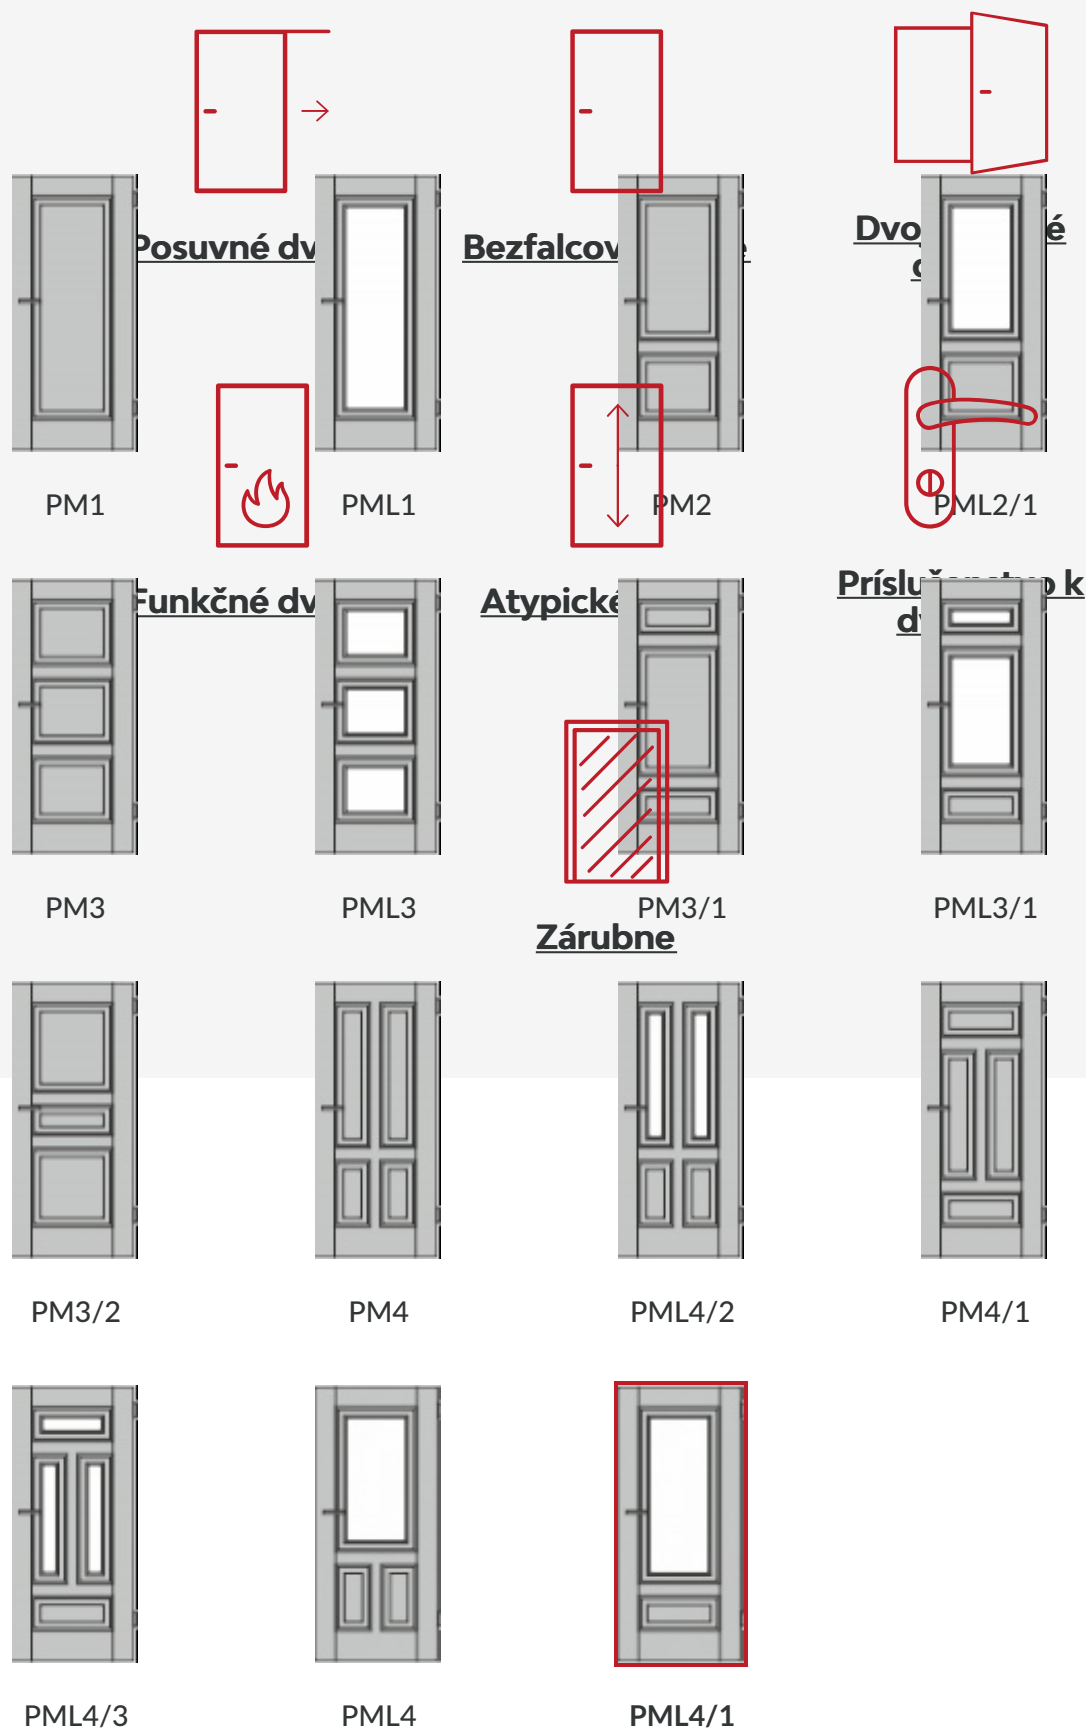 Posuvné dv
Bezfalcov
é
PM1
PML1
PM2
PML2/1
Funkčné dv
Atypické
k
PM3
PML3
PM3/1
PML3/1
Zárubne
PM3/2
PM4
PML4/2
PM4/1
PML4/3
PML4
PML4/1